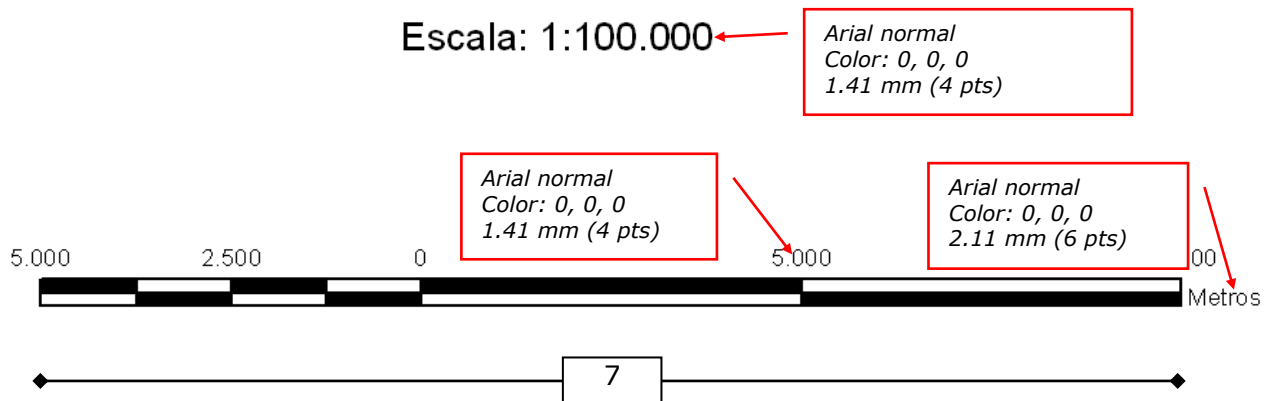 Escala: 1:100.000
Arial normal
Color: 0, 0, 0
1.41 mm (4 pts)
Arial normal
Color: 0, 0, 0
1.41 mm (4 pts)
Arial normal
Color: 0, 0, 0
2.11 mm (6 pts)
5.000 2.500 0 5.000 00
Metros
7